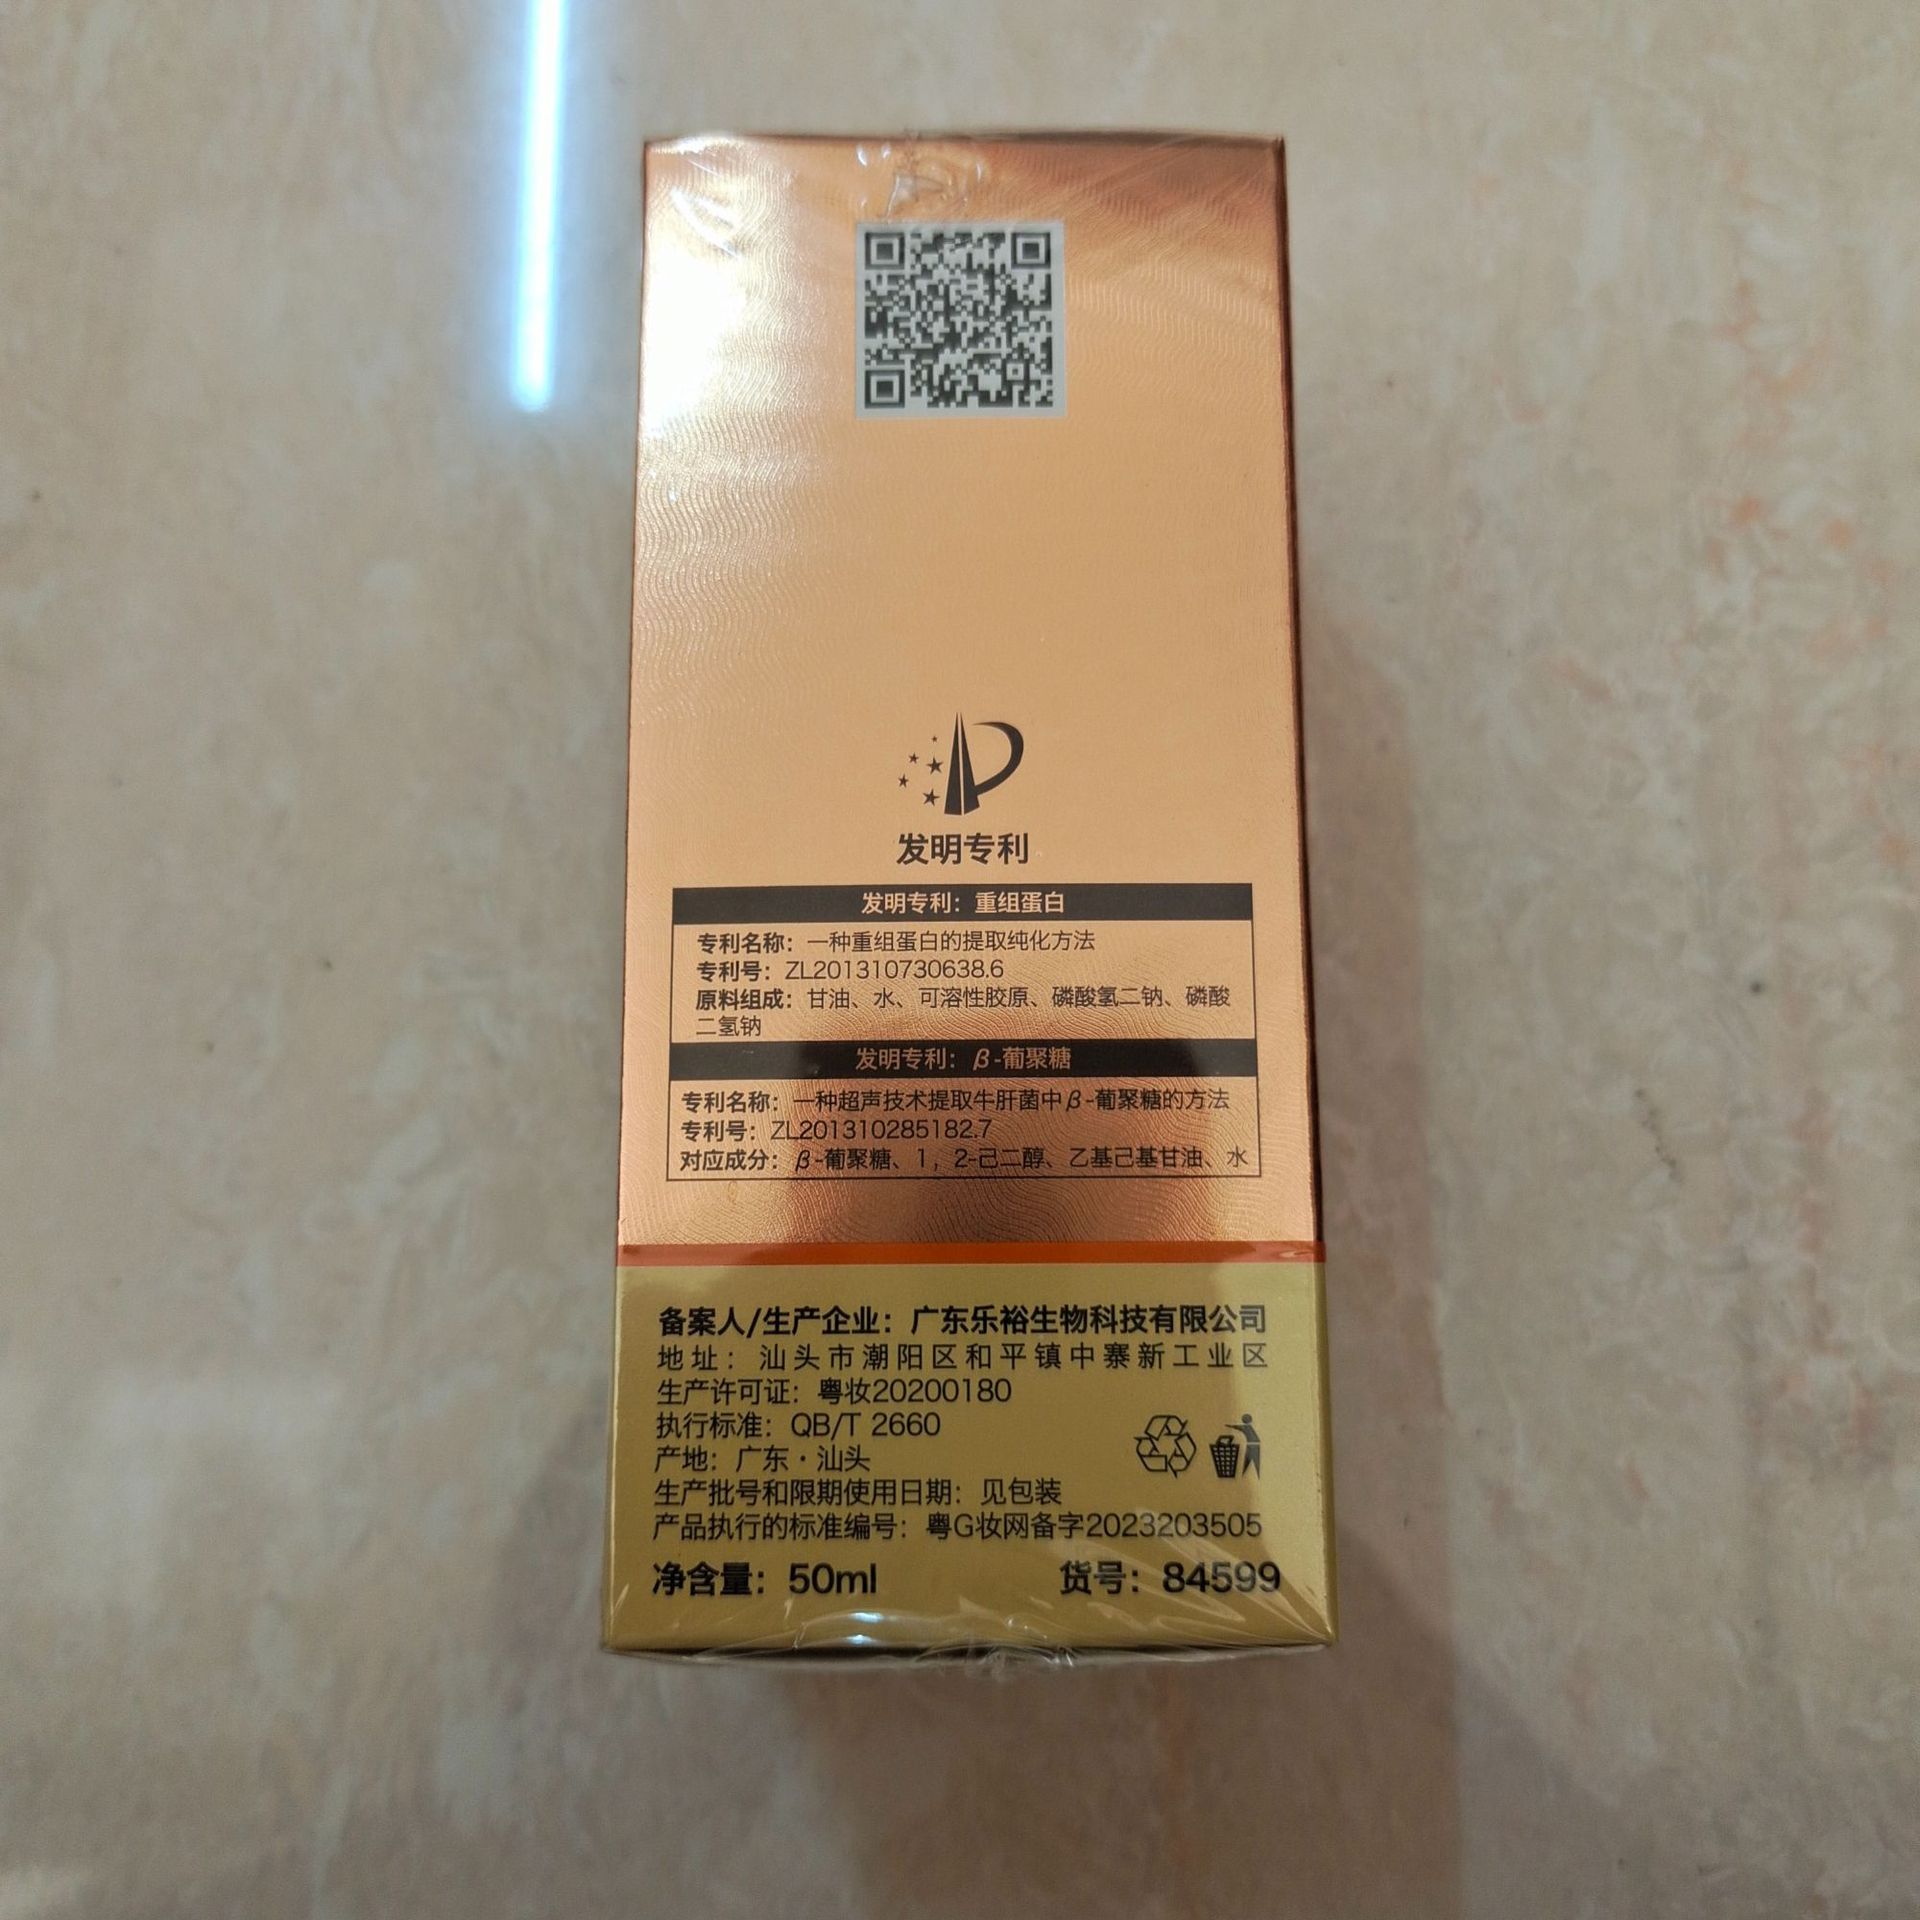 发明专利
发明专利：重组蛋白
专利名称：一种重组蛋白的提取纯化方法
专利号：ZL201310730638.6
原料组成：甘油、水、可溶性胶原、磷酸氢二钠、磷酸
二氢钠
发明专利：β-葡聚糖
专利名称：一种超声技术提取牛肝菌中β-葡聚糖的方法
专利号：ZL201310285182.7
对应成分：β-葡聚糖、1，2-己二醇、乙基己基甘油、水
备案人/生产企业：广东乐裕生物科技有限公司
地址：汕头市潮阳区和平镇中寨新工业区
生产许可证：粤妆20200180
执行标准：QB/T 2660
产地：广东·汕头
生产批号和限期使用日期：见包装
产品执行的标准编号：粤G妆网备字2023203505
净含量：50ml 货号：84599